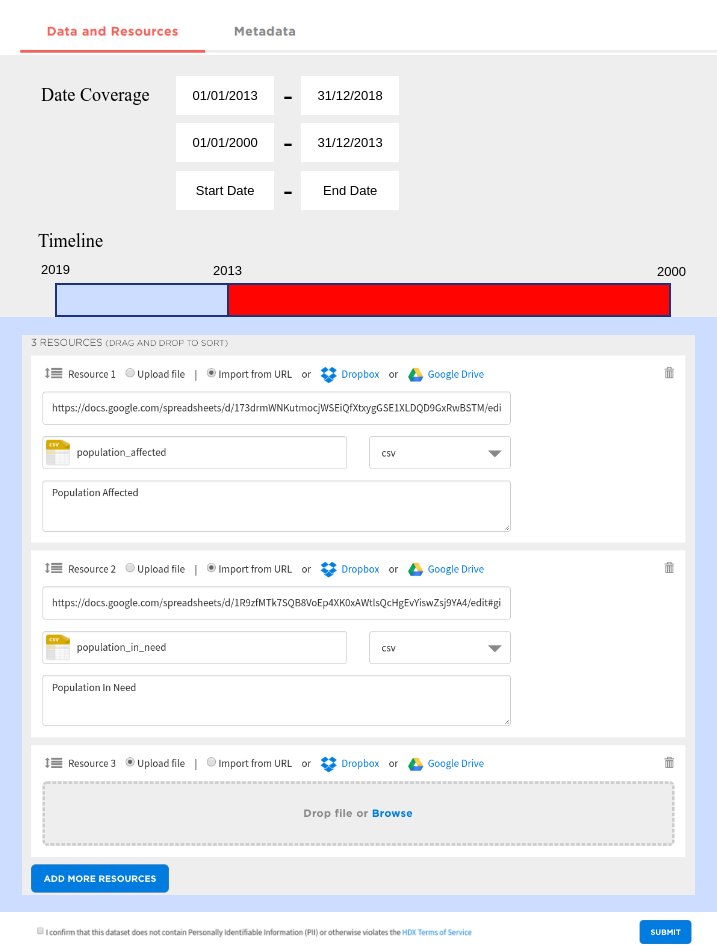 Data and Resources Metadata
Date Coverage 01/01/2013 - 31/12/2018
01/01/2000 - 31/12/2013
Start Date - End Date
Timeline
2019 2013 2000
3 RESOURCES (DRAG AND DROP TO SORT)
Resource 1 Upload file | Import from URL or Dropbox or Google Drive
https://docs.google.com/spreadsheets/d/173drmWNKutmocjWSEiQfXtxygGSE1XLDQD9GxRwBSTM/edi
CSV population_affected csv
Population Affected
Resource 2 Upload file | Import from URL or Dropbox or Google Drive
https://docs.google.com/spreadsheets/d/1R9zfMTk7SQB8VoEp4XK0xAWtlsQcHgEvYiswZsj9YA4/edit#gi
CSV population_in_need csv
Population In Need
Resource 3 Upload file | Import from URL or Dropbox or Google Drive
Drop file or Browse
ADD MORE RESOURCES
I confirm that this dataset does not contain Personally Identifiable Information (PII) or otherwise violates the HDX Terms of Service
SUBMIT